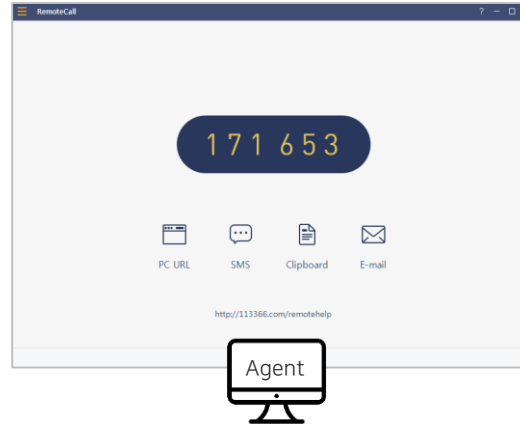 RemoteCall ?
171 653
PC URL SMS Clipboard E-mail
http://113366.com/remotehelp
Agent